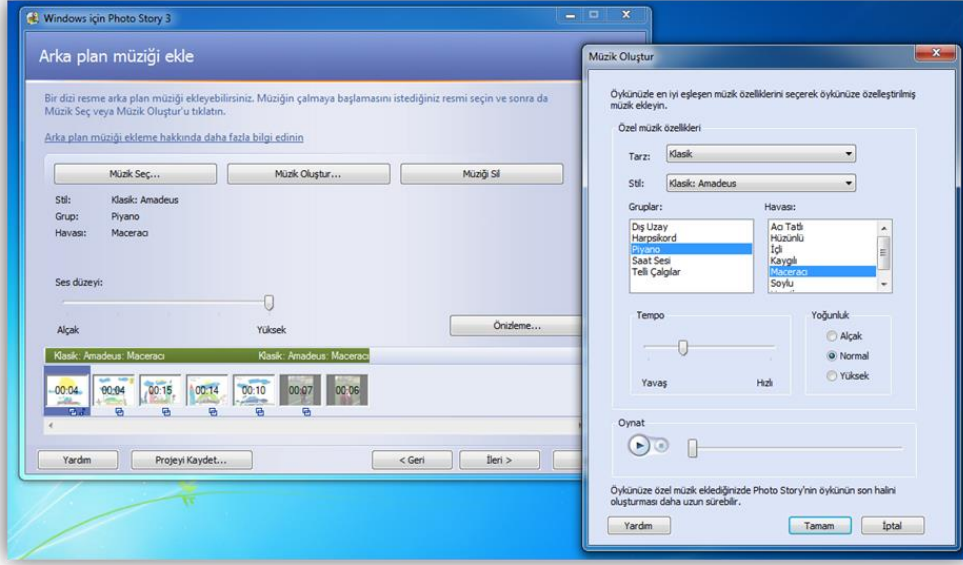 Windows için Photo Story 3
Arka plan müziği ekle
Bir dizi resme arka plan müziği ekleyebilirsiniz. Müziğin çalmaya başlamasını istediğiniz resmi seçin ve sonra da
Müzik Seç veya Müzik Oluştur'u tıklatın.
Arka plan müziği ekleme hakkında daha fazla bilgi edinin
Müzik Seç... Müzik Oluştur... Müziği Sil
Stil: Klasik: Amadeus
Grup: Piyano
Havası: Maceracı
Ses düzeyi:
Alçak Yüksek
Önizleme...
Klasik: Amadeus: Maceracı Klasik: Amadeus: Maceracı
00:04 00:04 00:15 00:14 00:10 00:07 00:06
Yardım Projeyi Kaydet... < Geri İleri >
Müzik Oluştur
Öykünüzle en iyi eşleşen müzik özelliklerini seçerek öykünüze özelleştirilmiş
müzik ekleyin.
Özel müzik özellikleri
Tarz: Klasik
Stil: Klasik: Amadeus
Gruplar:
Dış Uzay
Harpsikord
Piyano
Saat Sesi
Telli Çalgılar
Havası:
Acı Tatlı
Hüzünlü
İçli
Kaygılı
Maceracı
Soylu
Tempo
Yavaş Hızlı
Yoğunluk
Alçak
Normal
Yüksek
Oynat
Öykünüze özel müzik eklediğinizde Photo Story'nin öykünün son halini
oluşturması daha uzun sürebilir.
Yardım Tamam İptal